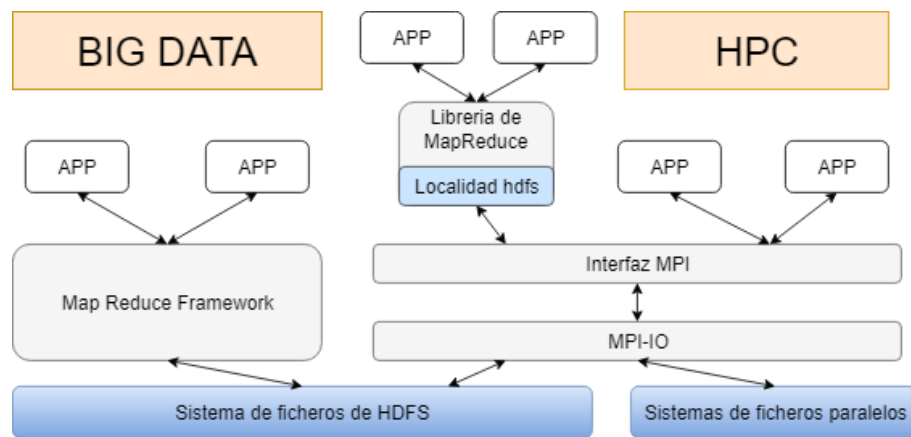 BIG DATA
APP
APP
HPC
Libreria de
MapReduce
Localidad hdfs
APP
APP
APP
APP
Map Reduce Framework
Interfaz MPI
MPI-IO
Sistema de ficheros de HDFS
Sistemas de ficheros paralelos